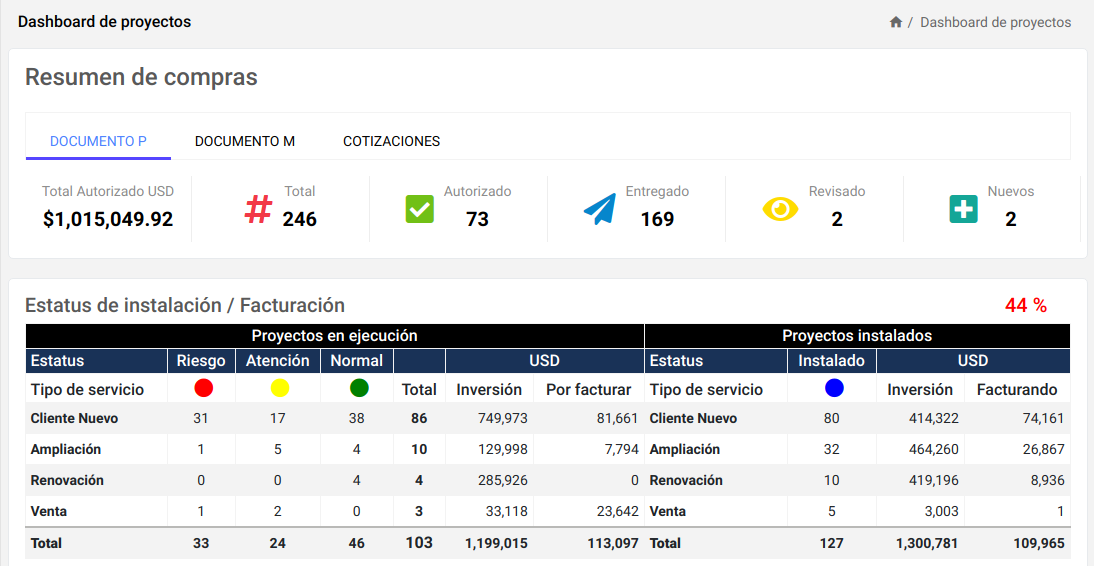 Dashboard de proyectos
/ Dashboard de proyectos
Resumen de compras
DOCUMENTO P DOCUMENTO M COTIZACIONES
Total Autorizado USD Total Autorizado Entregado Revisado Nuevos
$1,015,049.92 # 246 73 169 2 2
Estatus de instalación / Facturación 44 %
Proyectos en ejecución Proyectos instalados
Estatus Riesgo Atención Normal USD Estatus Instalado USD
Tipo de servicio Total Inversión Por facturar Tipo de servicio Inversión Facturando
Cliente Nuevo 31 17 38 86 749,973 81,661 Cliente Nuevo 80 414,322 74,161
Ampliación 1 5 4 10 129,998 7,794 Ampliación 32 464,260 26,867
Renovación 0 0 4 4 285,926 0 Renovación 10 419,196 8,936
Venta 1 2 0 3 33,118 23,642 Venta 5 3,003 1
Total 33 24 46 103 1,199,015 113,097 Total 127 1,300,781 109,965